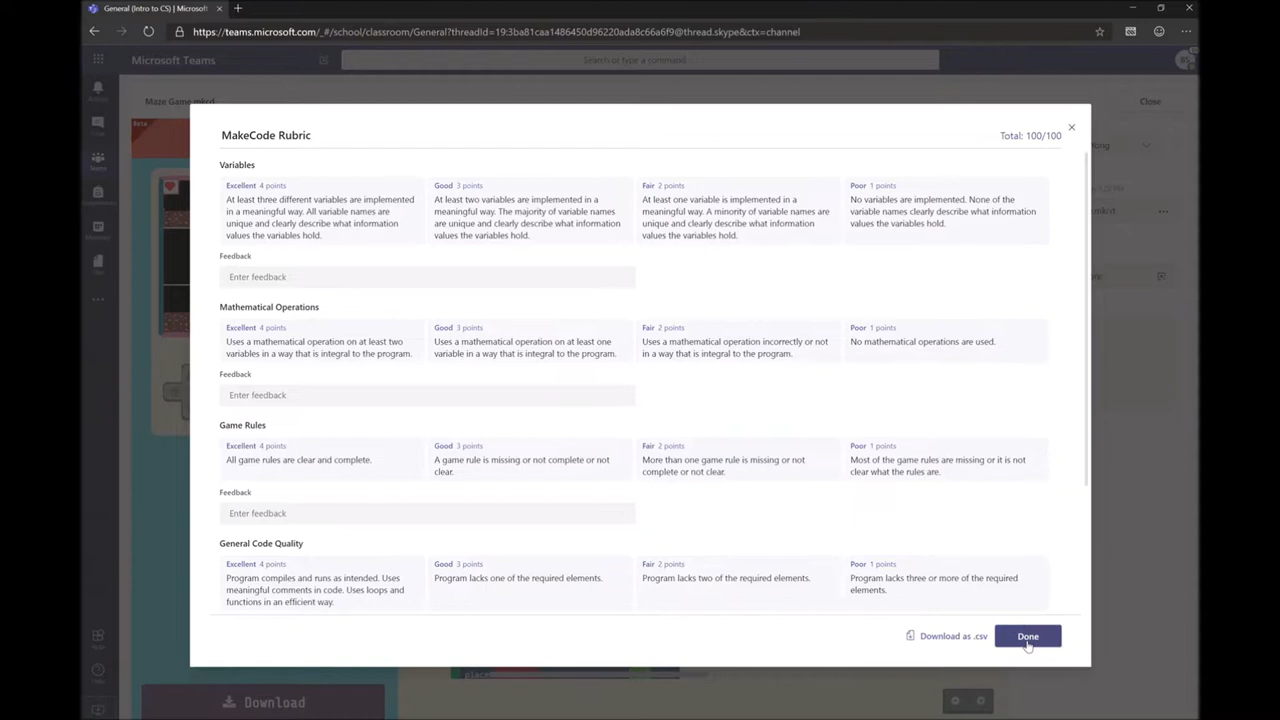 General (Intro to CS) | Microsoft
https://teams.microsoft.com/_#/school/classroom/General?threadId=19:3ba81caa1486450d96220ada8c66a6f9@thread.skype&ctx=channel
Microsoft Teams
Search or type a command
Maze Game.mkcd
Close
Beta
MakeCode Rubric
Total: 100/100
Variables
Excellent 4 points
At least three different variables are implemented
in a meaningful way. All variable names are
unique and clearly describe what information
values the variables hold.
Good 3 points
At least two variables are implemented in a
meaningful way. The majority of variable names
are unique and clearly describe what information
values the variables hold.
Fair 2 points
At least one variable is implemented in a
meaningful way. A minority of variable names are
unique and clearly describe what information
values the variables hold.
Poor 1 points
No variables are implemented. None of the
variable names clearly describe what information
values the variables hold.
Feedback
Enter feedback
Mathematical Operations
Excellent 4 points
Uses a mathematical operation on at least two
variables in a way that is integral to the program.
Good 3 points
Uses a mathematical operation on at least one
variable in a way that is integral to the program.
Fair 2 points
Uses a mathematical operation incorrectly or not
in a way that is integral to the program.
Poor 1 points
No mathematical operations are used.
Feedback
Enter feedback
Game Rules
Excellent 4 points
All game rules are clear and complete.
Good 3 points
A game rule is missing or not complete or not
clear.
Fair 2 points
More than one game rule is missing or not
complete or not clear.
Poor 1 points
Most of the game rules are missing or it is not
clear what the rules are.
Feedback
Enter feedback
General Code Quality
Excellent 4 points
Program compiles and runs as intended. Uses
meaningful comments in code. Uses loops and
functions in an efficient way.
Good 3 points
Program lacks one of the required elements.
Fair 2 points
Program lacks two of the required elements.
Poor 1 points
Program lacks three or more of the required
elements.
Download as .csv
Done
Download